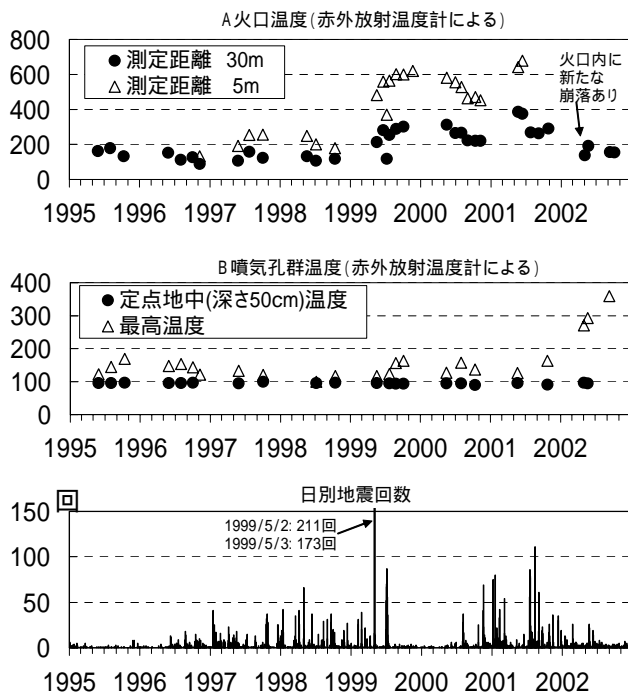 A火口温度(赤外放射温度計による)
800
600
400
200
0
● 測定距離 30m
△ 測定距離 5m
火口内に
新たな
崩落あり
1995 1996 1997 1998 1999 2000 2001 2002
B噴気孔群温度(赤外放射温度計による)
400
300
200
100
0
●定点地中(深さ50cm)温度
△最高温度
1995 1996 1997 1998 1999 2000 2001 2002
回
日別地震回数
150
100
50
0
1999/5/2: 211回
1999/5/3: 173回
1995 1996 1997 1998 1999 2000 2001 2002